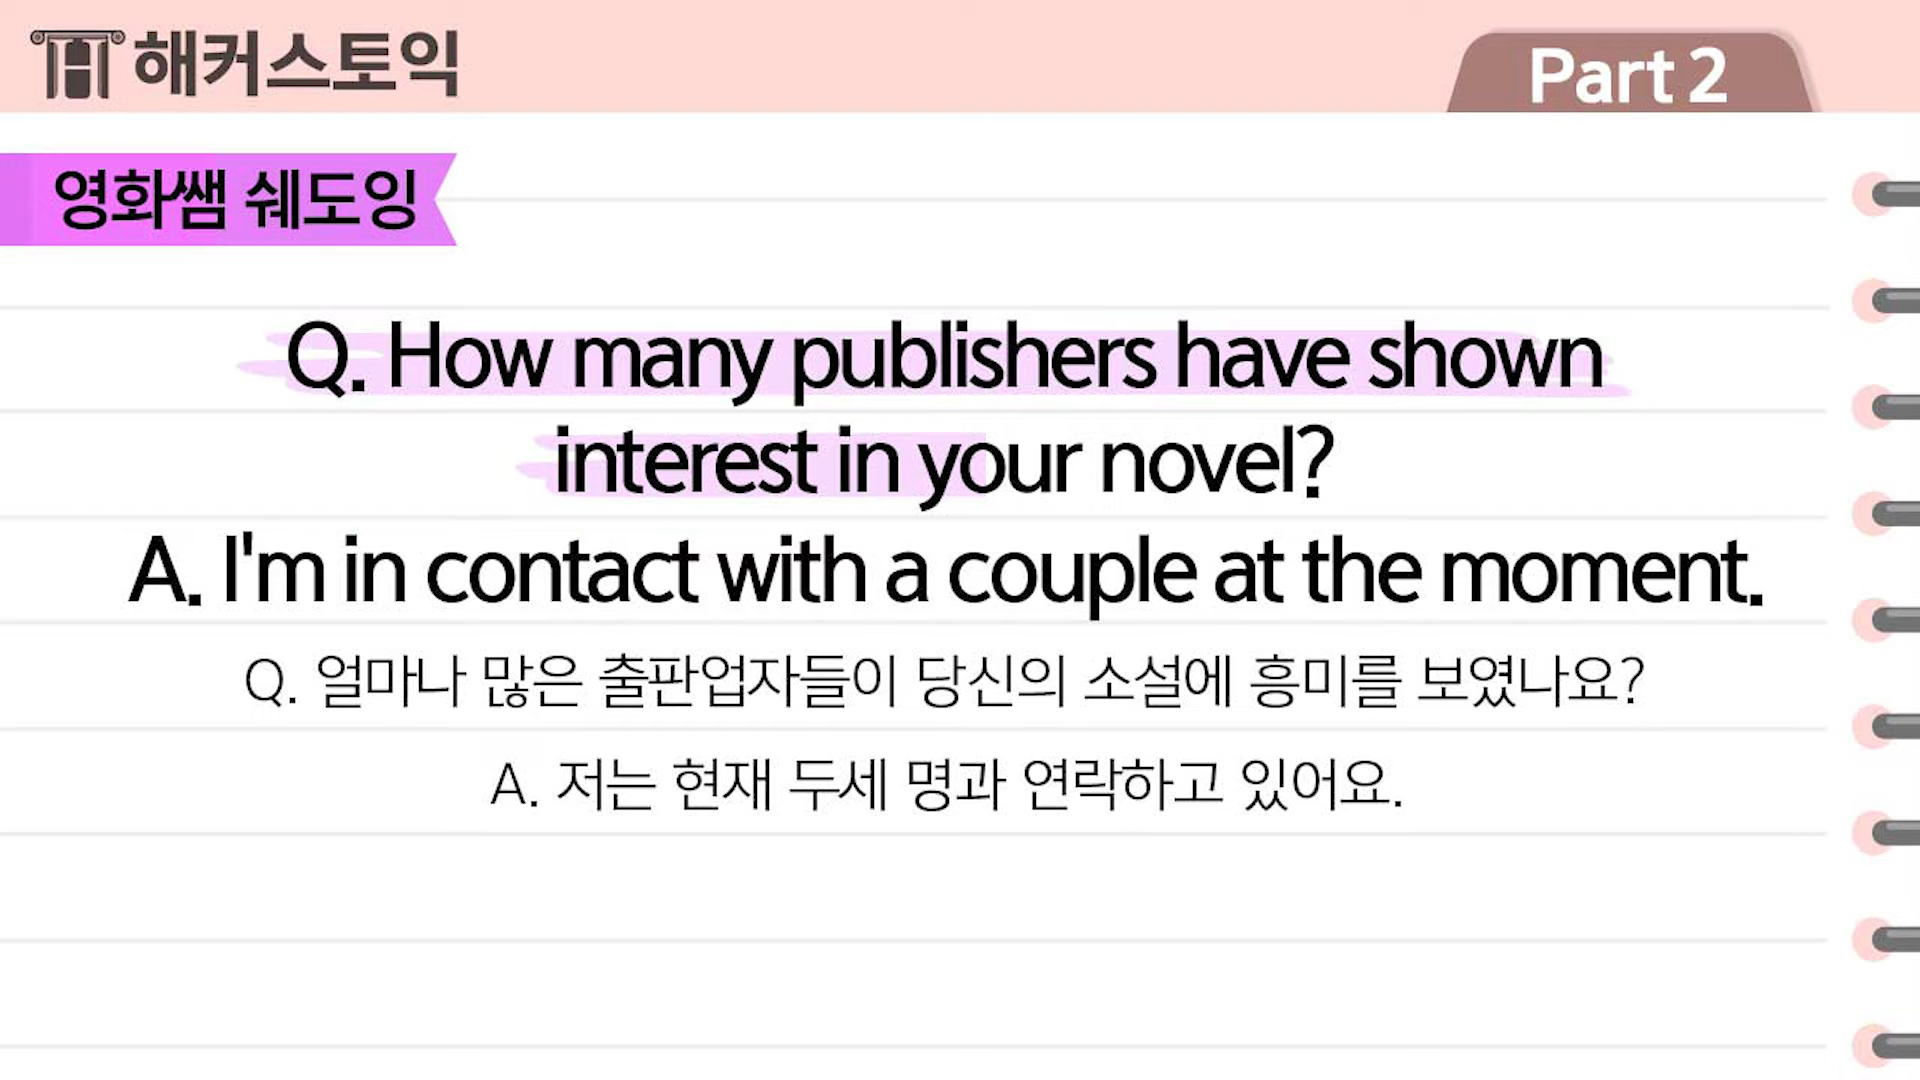 해커스토익
Part 2
영화쌤 쉐도잉
Q. How many publishers have shown
interest in your novel?
A. I'm in contact with a couple at the moment.
Q. 얼마나 많은 출판업자들이 당신의 소설에 흥미를 보였나요?
A. 저는 현재 두세 명과 연락하고 있어요.